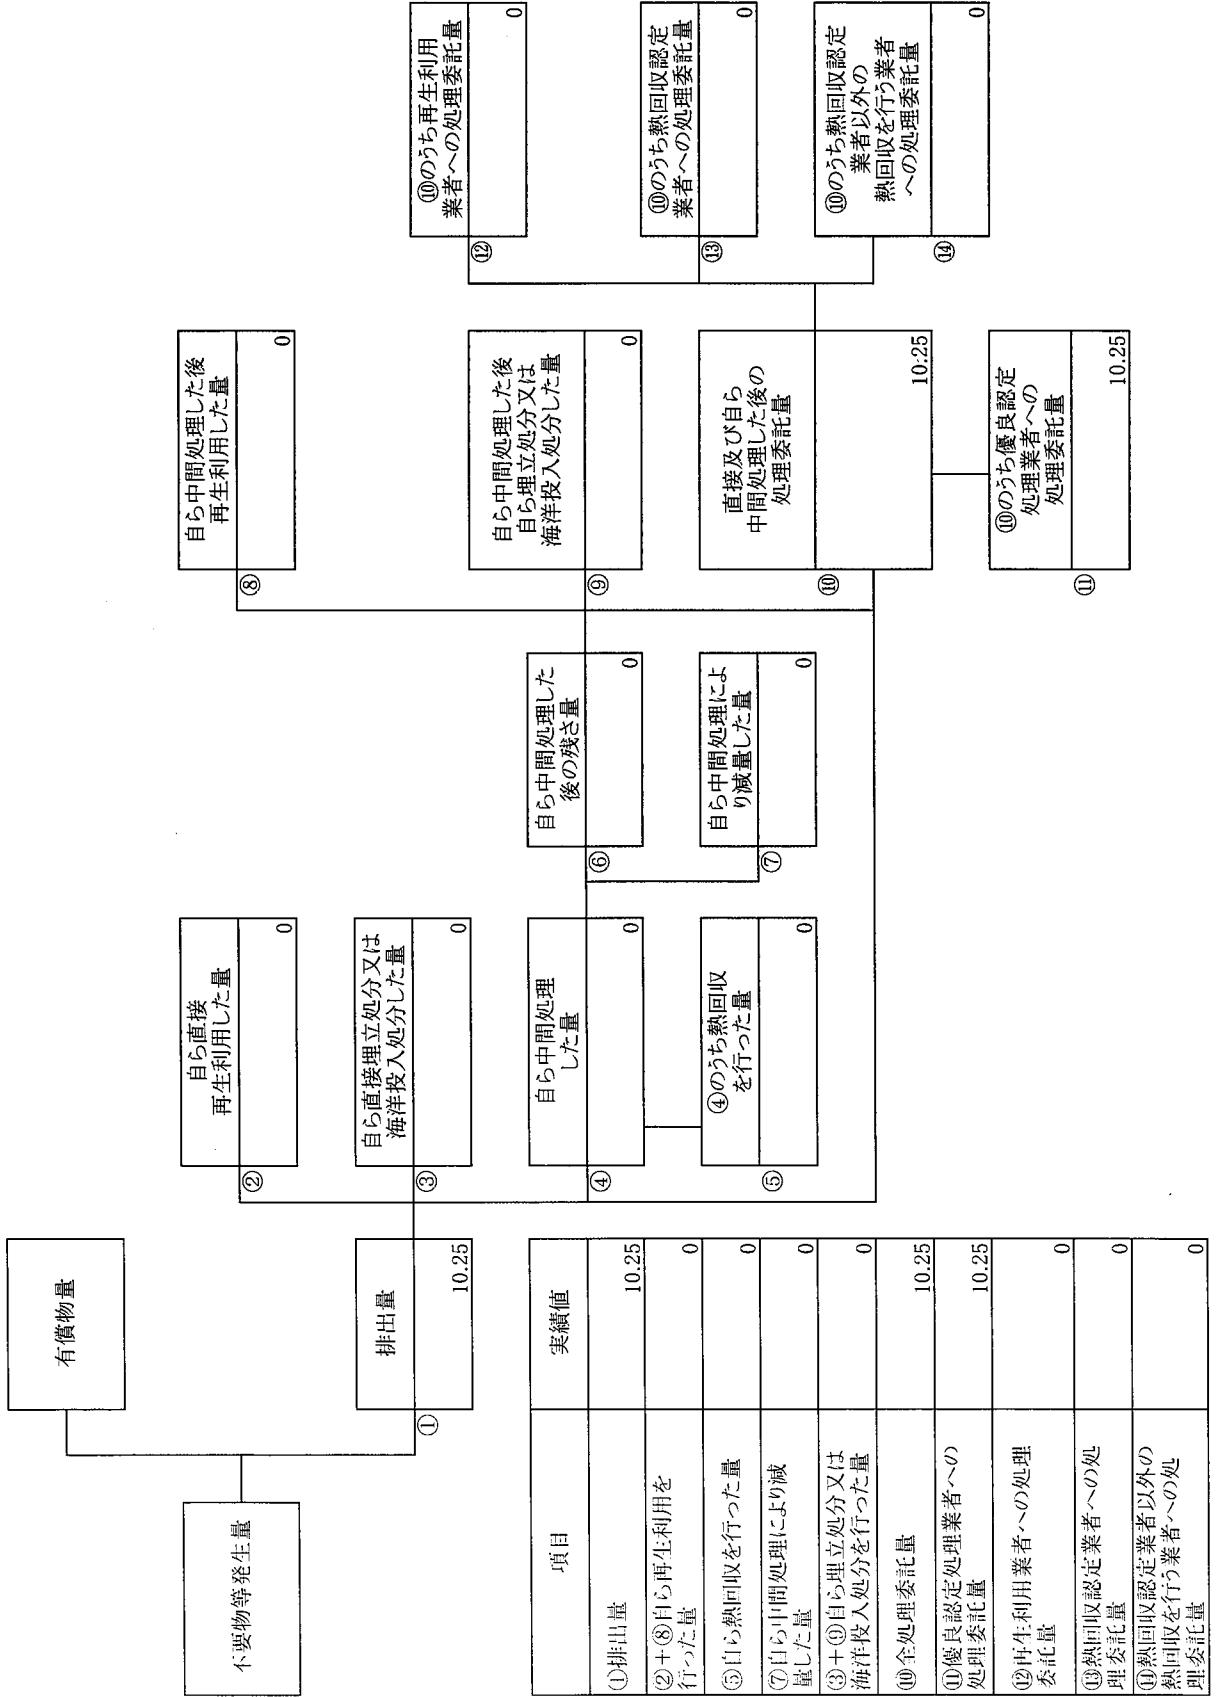 不要物等発生量
有償物量
①
排出量
10.25
②
自ら直接
再生利用した量
0
③
自ら直接埋立処分又は
海洋投入処分した量
0
④
自ら中間処理
した量
0
⑤
④のうち熱回収
を行った量
0
⑥
自ら中間処理した
後の残さ量
0
⑦
自ら中間処理によ
り減量した量
0
⑧
自ら中間処理した後
再生利用した量
0
⑨
自ら中間処理した後
自ら埋立処分又は
海洋投入処分した量
0
⑩
直接及び自ら
中間処理した後の
処理委託量
10.25
⑪
⑩のうち優良認定
処理業者への
処理委託量
10.25
⑫
⑩のうち再生利用
業者への処理委託量
0
⑬
⑩のうち熱回収認定
業者への処理委託量
0
⑭
⑩のうち熱回収認定
業者以外の
熱回収を行う業者
への処理委託量
0
項目
実績値
①排出量
10.25
②+⑧自ら再生利用を
行った量
0
⑤自ら熱回収を行った量
0
⑦自ら中間処理により減
量した量
0
③+⑨自ら埋立処分又は
海洋投入処分を行った量
0
⑩全処理委託量
10.25
⑪優良認定処理業者への
処理委託量
10.25
⑫再生利用業者への処理
委託量
0
⑬熱回収認定業者への処
理委託量
0
⑭熱回収認定業者以外の
熱回収を行う業者への処
理委託量
0